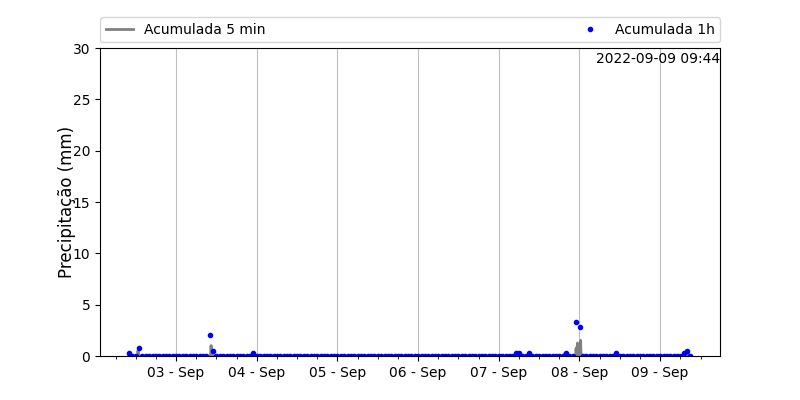 Acumulada 5 min
Acumulada 1h
2022-09-09 09:44
Precipitação (mm)
30
25
20
15
10
5
0
03 - Sep
04 - Sep
05 - Sep
06 - Sep
07 - Sep
08 - Sep
09 - Sep